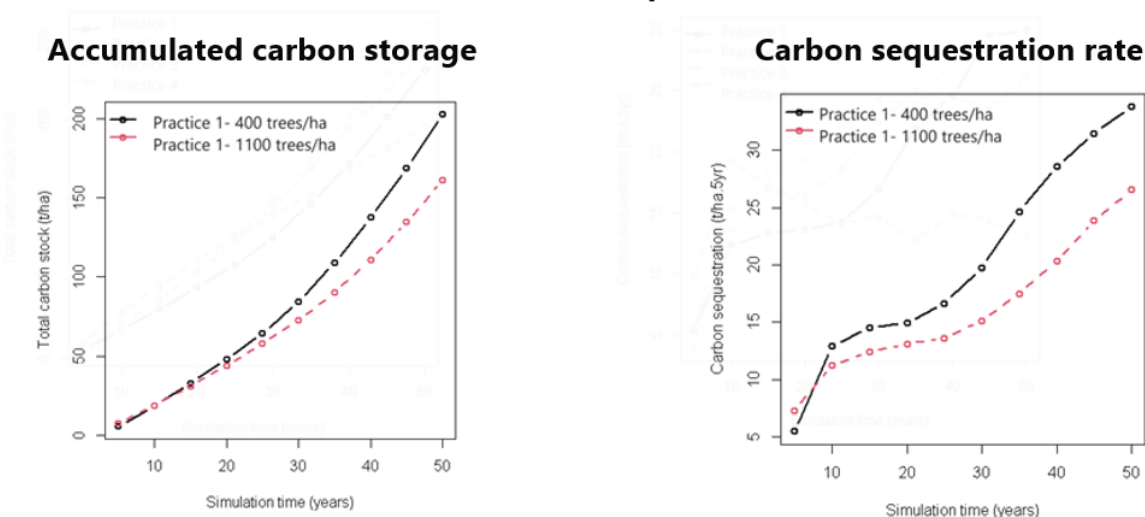 Accumulated carbon storage
Practice 1- 400 trees/ha
Practice 1- 1100 trees/ha
Total carbon stock (t/ha)
200
150
100
50
0
10 20 30 40 50
Simulation time (years)
Carbon sequestration rate
Practice 1- 400 trees/ha
Practice 1- 1100 trees/ha
Carbon sequestration (t/ha.5yr)
30
25
20
15
10
5
10 20 30 40 50
Simulation time (years)